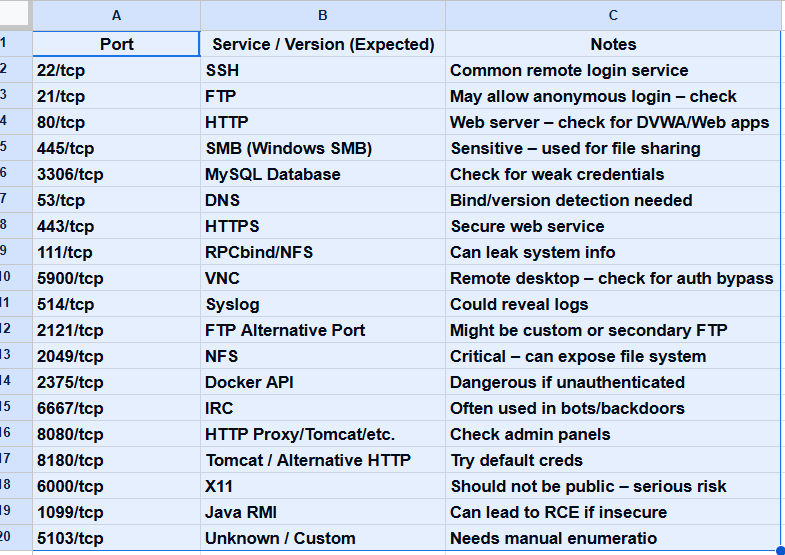 A B C
1 Port Service / Version (Expected) Notes
2 22/tcp SSH Common remote login service
3 21/tcp FTP May allow anonymous login – check
4 80/tcp HTTP Web server – check for DVWA/Web apps
5 445/tcp SMB (Windows SMB) Sensitive – used for file sharing
6 3306/tcp MySQL Database Check for weak credentials
7 53/tcp DNS Bind/version detection needed
8 443/tcp HTTPS Secure web service
9 111/tcp RPCbind/NFS Can leak system info
10 5900/tcp VNC Remote desktop – check for auth bypass
11 514/tcp Syslog Could reveal logs
12 2121/tcp FTP Alternative Port Might be custom or secondary FTP
13 2049/tcp NFS Critical – can expose file system
14 2375/tcp Docker API Dangerous if unauthenticated
15 6667/tcp IRC Often used in bots/backdoors
16 8080/tcp HTTP Proxy/Tomcat/etc. Check admin panels
17 8180/tcp Tomcat / Alternative HTTP Try default creds
18 6000/tcp X11 Should not be public – serious risk
19 1099/tcp Java RMI Can lead to RCE if insecure
20 5103/tcp Unknown / Custom Needs manual enumeratio